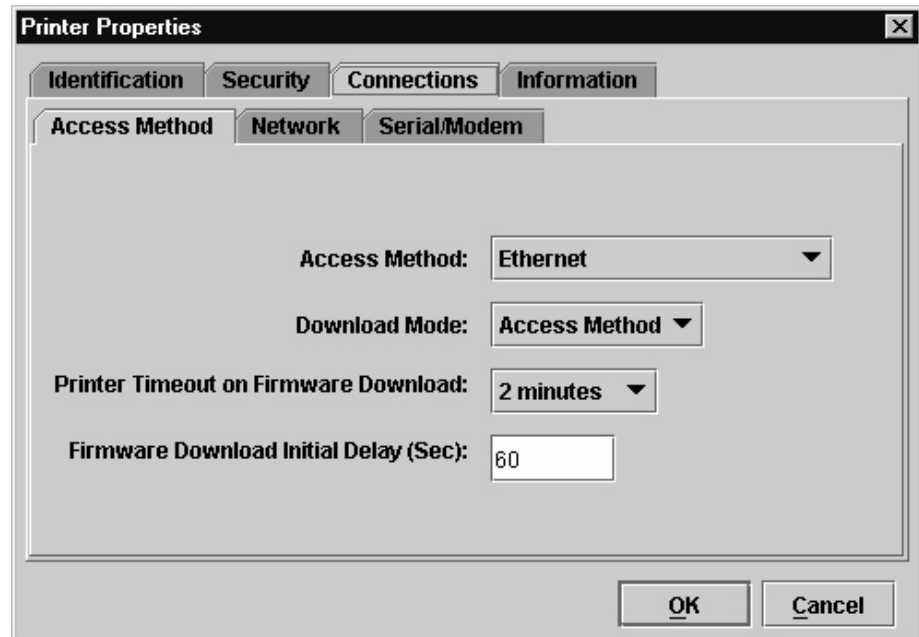 Printer Properties
Identification Security Connections Information
Access Method Network Serial/Modem
Access Method: Ethernet
Download Mode: Access Method
Printer Timeout on Firmware Download: 2 minutes
Firmware Download Initial Delay (Sec): 60
OK Cancel